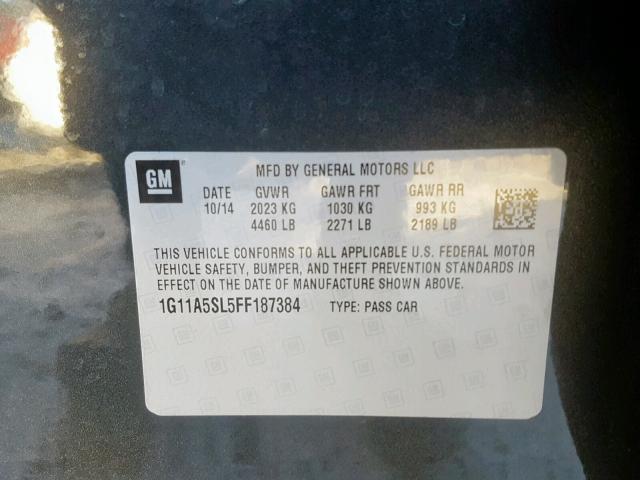 GM ® MFD BY GENERAL MOTORS LLC
DATE GVWR GAWR FRT GAWR RR
10/14 2023 KG 1030 KG 993 KG
4460 LB 2271 LB 2189 LB
THIS VEHICLE CONFORMS TO ALL APPLICABLE U.S. FEDERAL MOTOR
VEHICLE SAFETY, BUMPER, AND THEFT PREVENTION STANDARDS IN
EFFECT ON THE DATE OF MANUFACTURE SHOWN ABOVE.
1G11A5SL5FF187384 TYPE: PASS CAR